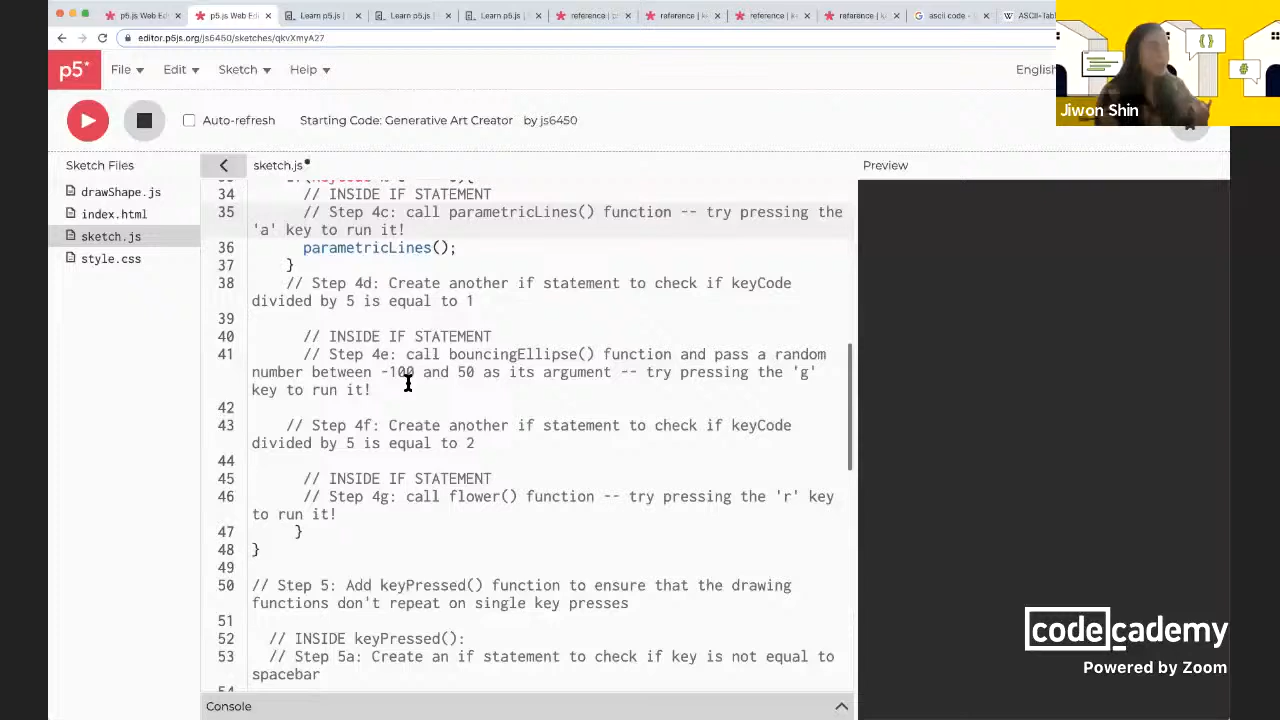 p5.js Web Edi
p5.js Web Edi
Learn p5.js
Learn p5.js
learn p5.js
reference | p
reference | k
reference | k
reference | k
ascii code -
ASCII-Tab
editor.p5js.org/js6450/sketches/qkvXmyA27
p5* File Edit Sketch Help English
Jiwon Shin
Auto-refresh Starting Code: Generator Art Creator by js6450
Sketch Files
sketch.js
Preview
drawShape.js
index.html
sketch.js
style.css
34 // INSIDE IF STATEMENT
35 // Step 4c: call parametricLines() function -- try pressing the
'a' key to run it!
36 parametricLines();
37 }
38 // Step 4d: Create another if statement to check if keyCode
divided by 5 is equal to 1
39
40 // INSIDE IF STATEMENT
41 // Step 4e: call bouncingEllipse() function and pass a random
number between -100 and 50 as its argument -- try pressing the 'g'
key to run it!
42
43 // Step 4f: Create another if statement to check if keyCode
divided by 5 is equal to 2
44
45 // INSIDE IF STATEMENT
46 // Step 4g: call flower() function -- try pressing the 'r' key
to run it!
47 }
48 }
49
50 // Step 5: Add keyPressed() function to ensure that the drawing
functions don't repeat on single key presses
51
52 // INSIDE keyPressed():
53 // Step 5a: Create an if statement to check if key is not equal to
spacebar
Console
codecademy
Powered by Zoom